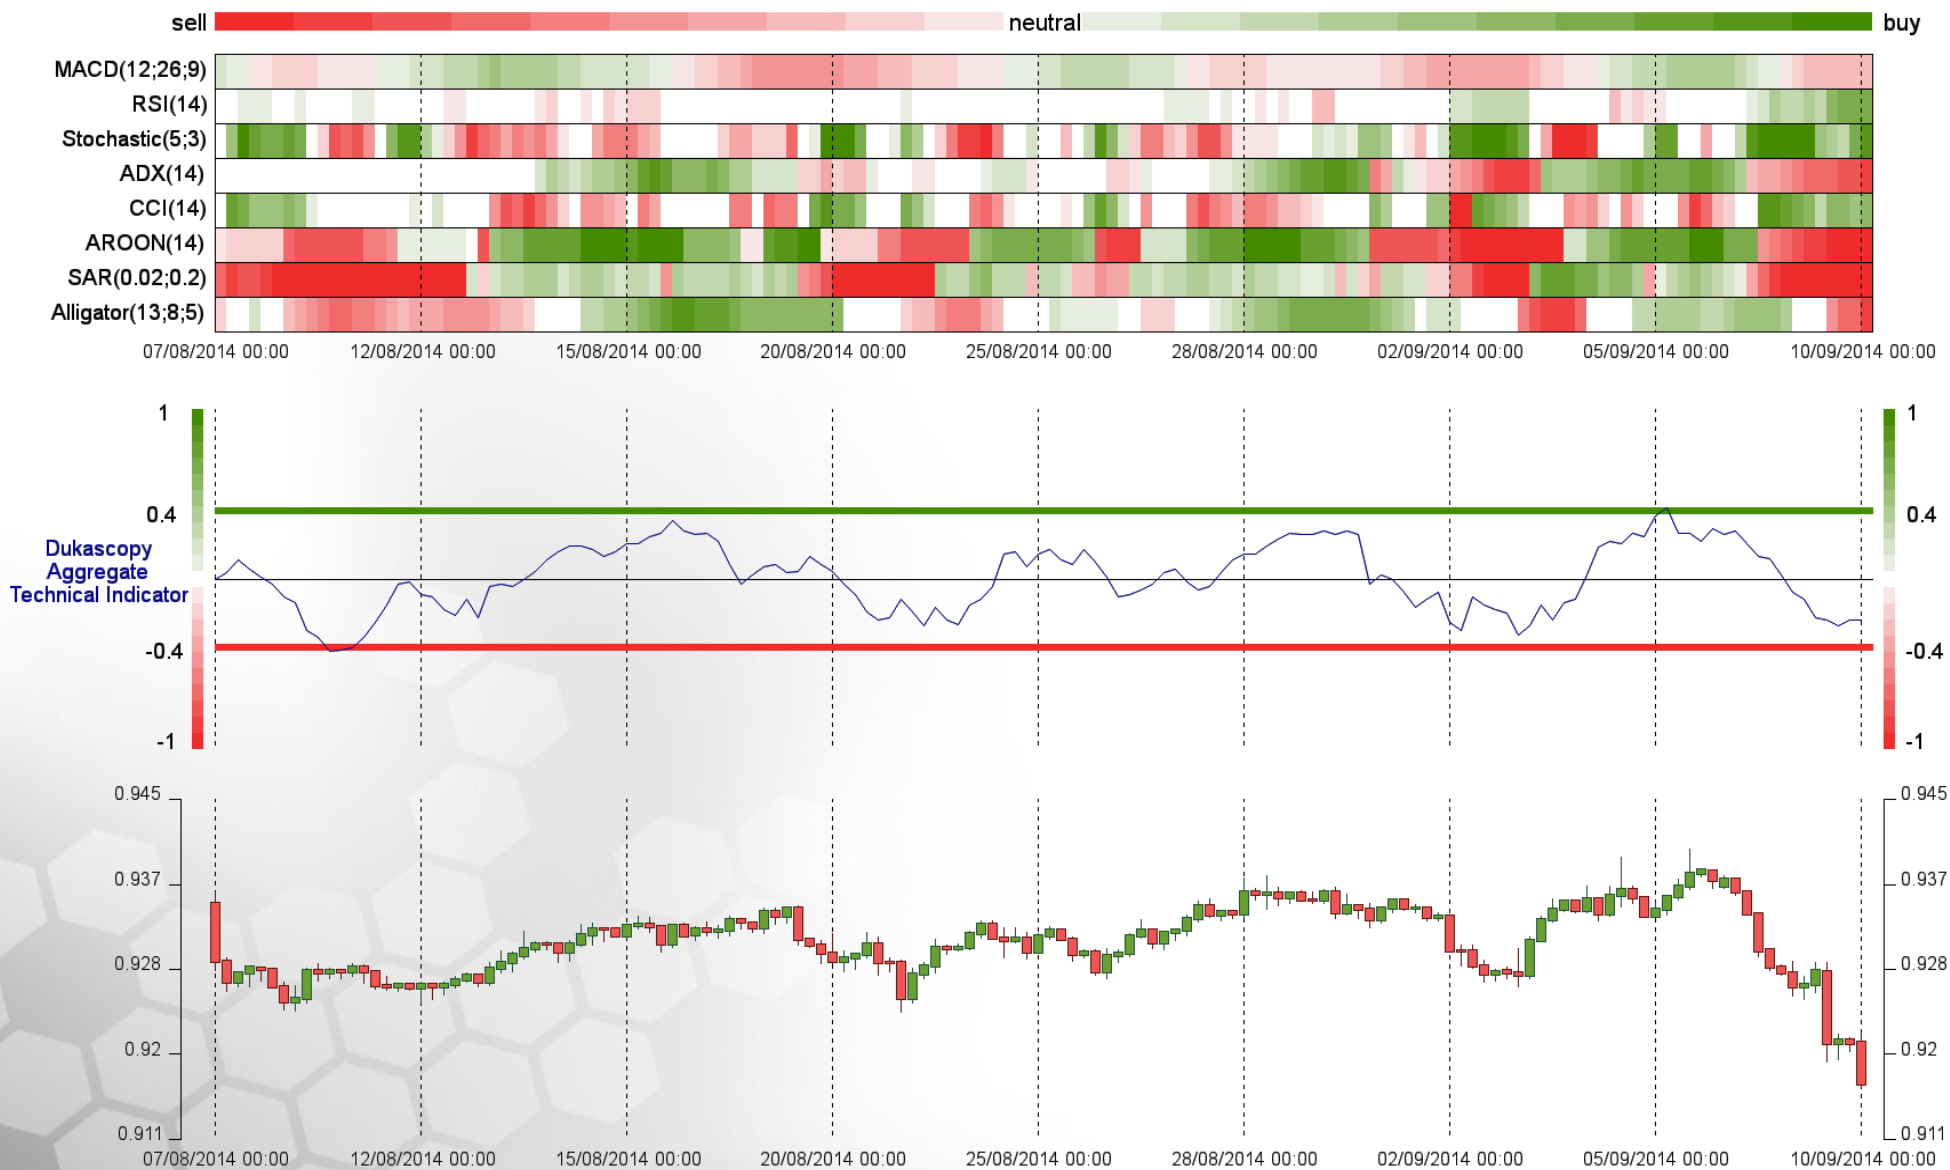 sell neutral buy
MACD(12;26;9)
RSI(14)
Stochastic(5;3)
ADX(14)
CCI(14)
AROON(14)
SAR(0.02;0.2)
Alligator(13;8;5)
07/08/2014 00:00 12/08/2014 00:00 15/08/2014 00:00 20/08/2014 00:00 25/08/2014 00:00 28/08/2014 00:00 02/09/2014 00:00 05/09/2014 00:00 10/09/2014 00:00
1 1
0.4 0.4
Dukascopy
Aggregate
Technical Indicator
-0.4 -0.4
-1 -1
0.945 0.945
0.937 0.937
0.928 0.928
0.92 0.92
0.911 0.911
07/08/2014 00:00 12/08/2014 00:00 15/08/2014 00:00 20/08/2014 00:00 25/08/2014 00:00 28/08/2014 00:00 02/09/2014 00:00 05/09/2014 00:00 10/09/2014 00:00